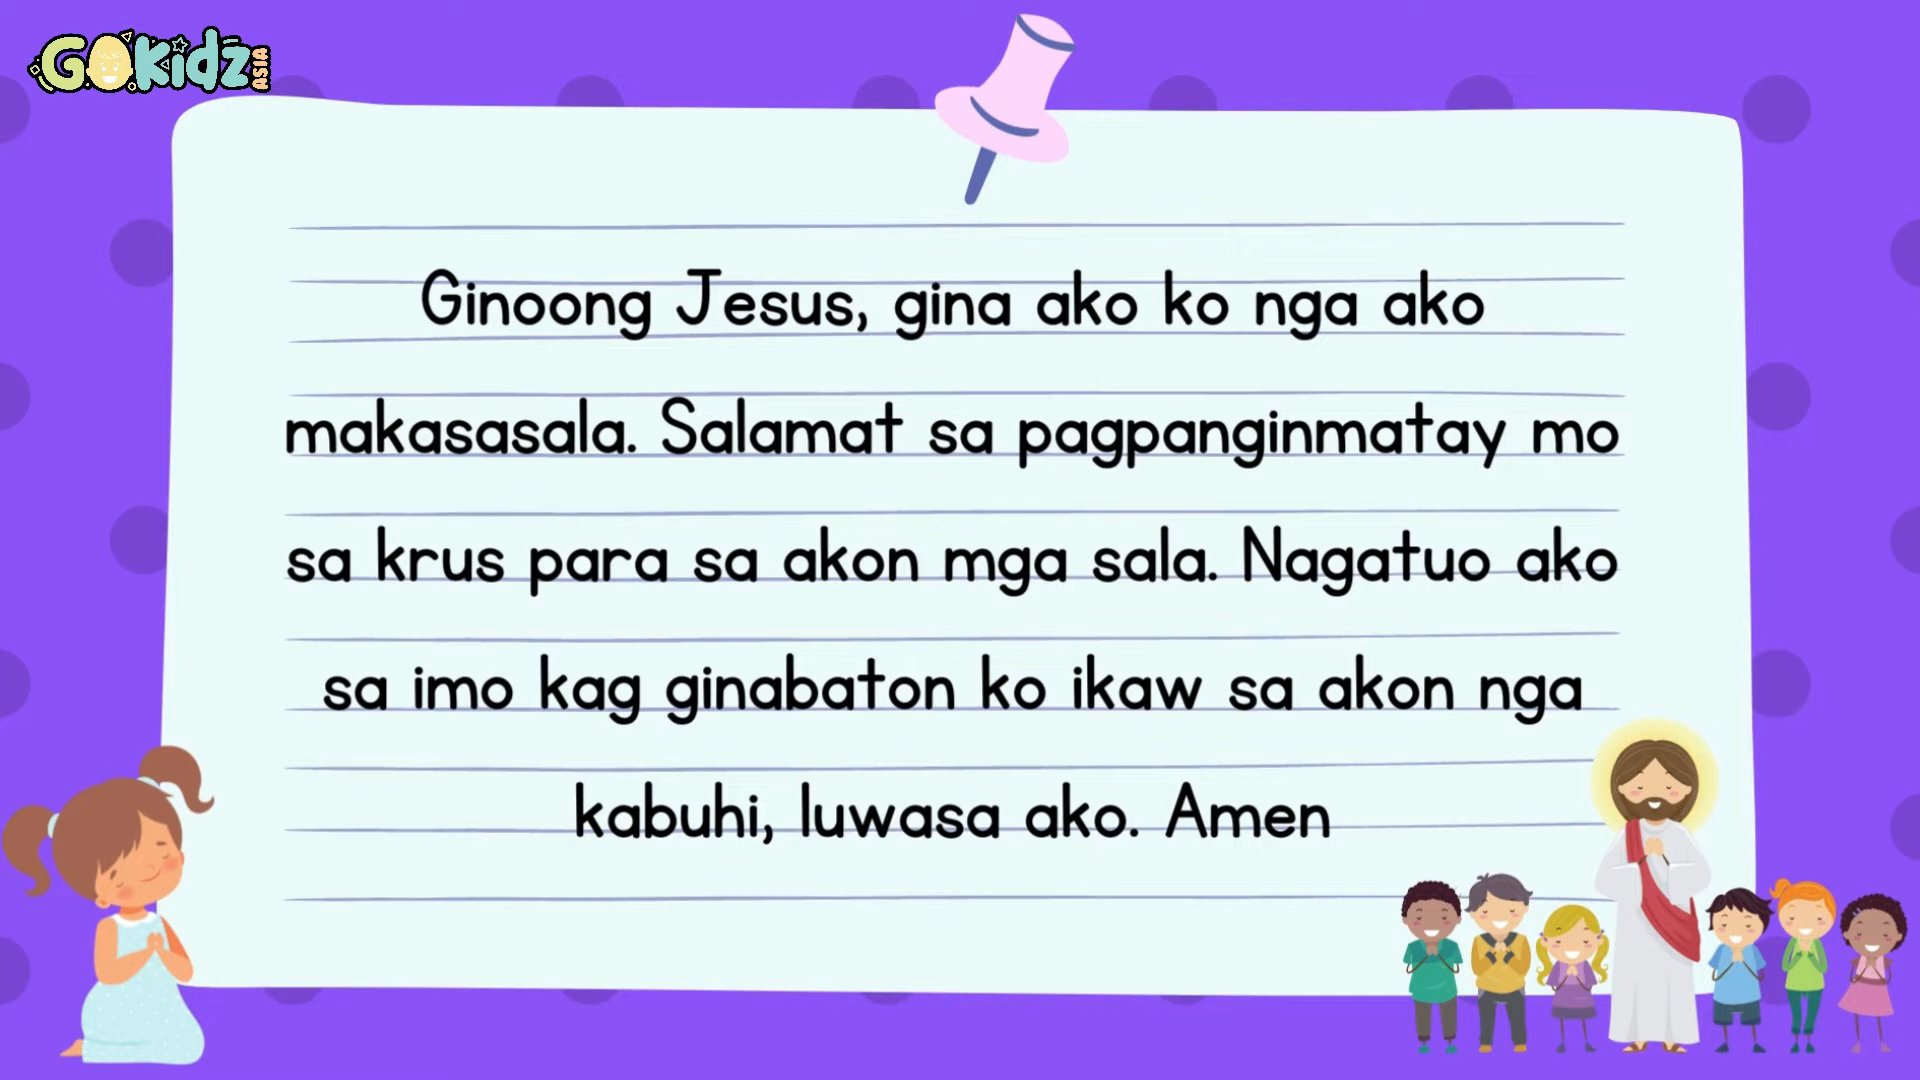 GOKidz ASIA
Ginoong Jesus, gina ako ko nga ako
makasasala. Salamat sa pagpanginmatay mo
sa krus para sa akon mga sala. Nagatuo ako
sa imo kag ginabaton ko ikaw sa akon nga
kabuhi, luwasa ako. Amen